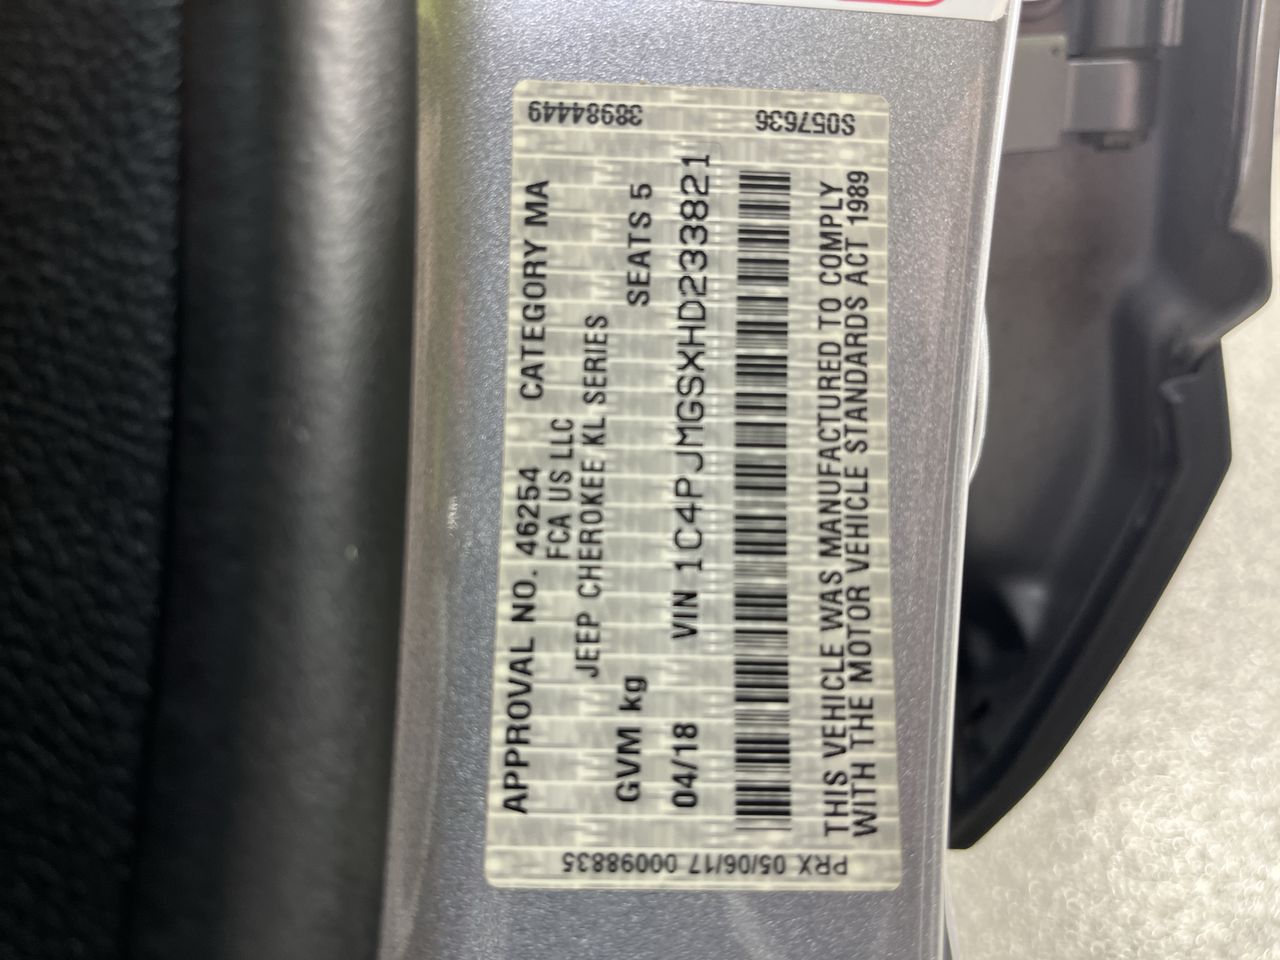 APPROVAL NO. 46254 CATEGORY MA
FCA US LLC
JEEP CHEROKEE KL SERIES
GVM kg SEATS 5
04/18 VIN 1C4PJMGSXHD233821
THIS VEHICLE WAS MANUFACTURED TO COMPLY
WITH THE MOTOR VEHICLE STANDARDS ACT 1989
38984449
S057636
PRX 05/06/17 00098835